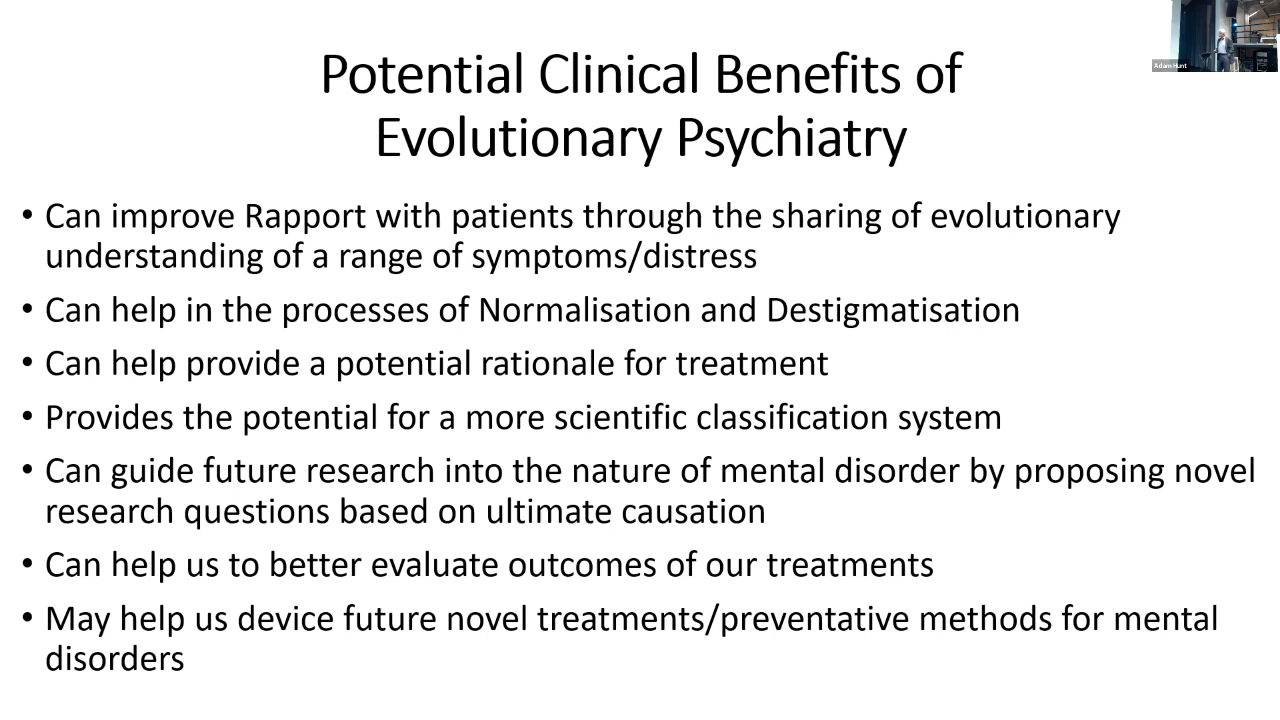 Adam Hunt
Potential Clinical Benefits of
Evolutionary Psychiatry
• Can improve Rapport with patients through the sharing of evolutionary
understanding of a range of symptoms/distress
• Can help in the processes of Normalisation and Destigmatisation
• Can help provide a potential rationale for treatment
• Provides the potential for a more scientific classification system
• Can guide future research into the nature of mental disorder by proposing novel
research questions based on ultimate causation
• Can help us to better evaluate outcomes of our treatments
• May help us device future novel treatments/preventative methods for mental
disorders